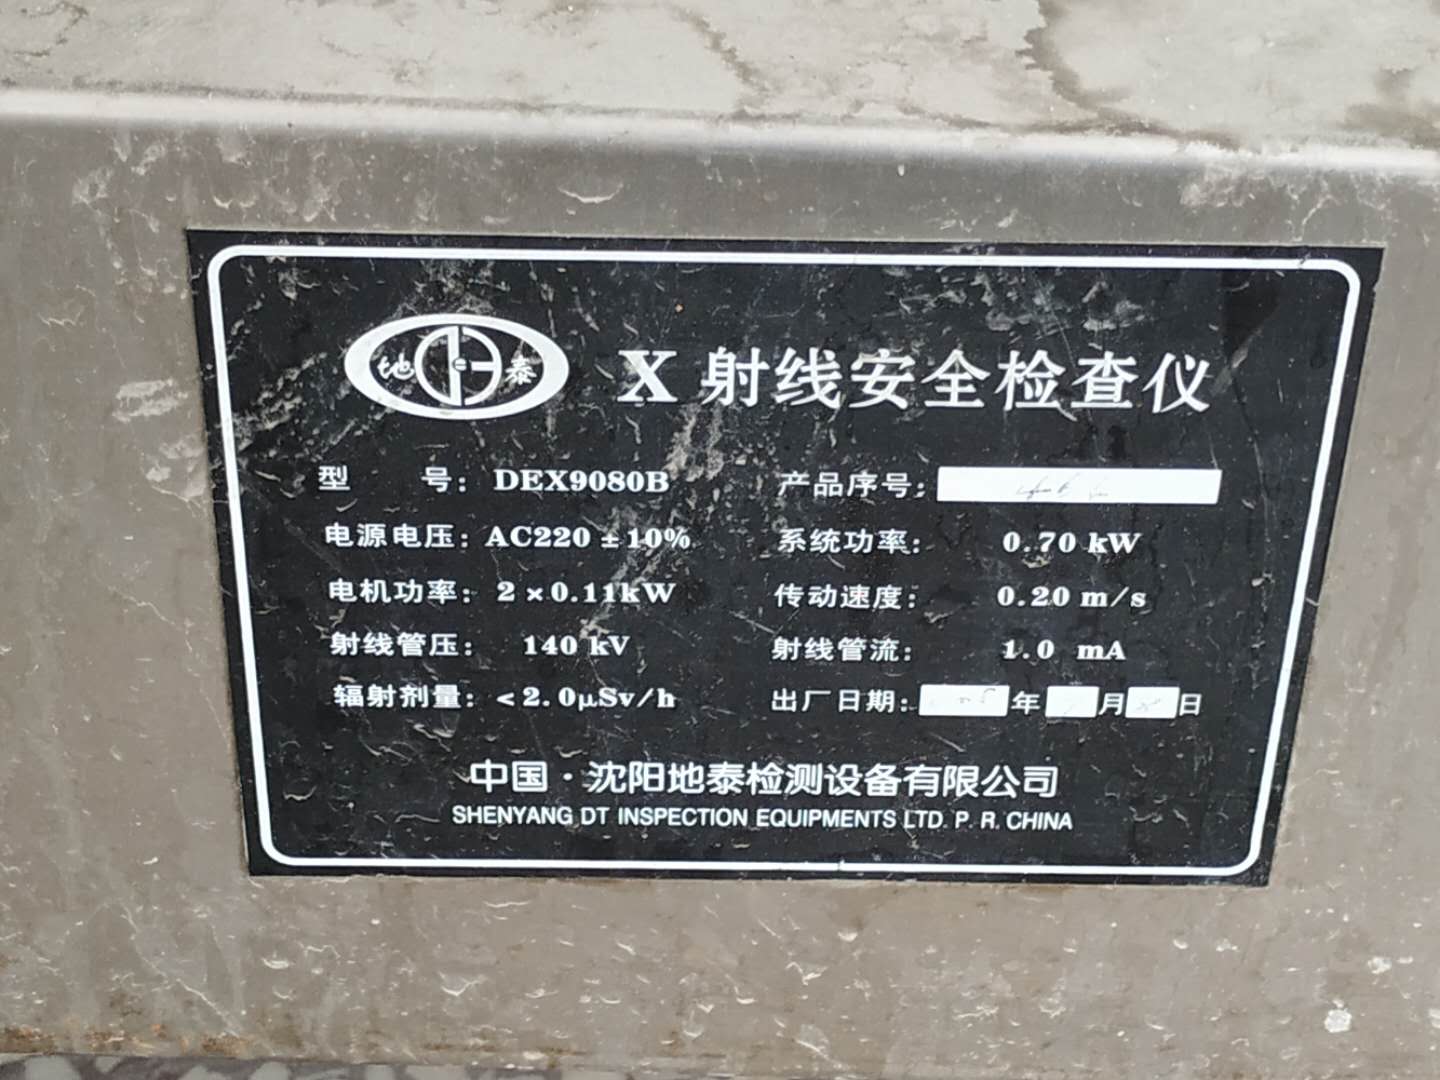 地 泰 X射线安全检查仪
型 号: DEX9080B 产品序号:
电源电压: AC220 ± 10% 系统功率: 0.70 kW
电机功率: 2 × 0.11kW 传动速度: 0.20 m/s
射线管压: 140 kV 射线管流: 1.0 mA
辐射剂量: < 2.0μSv/h 出厂日期: 年 月 日
中国·沈阳地泰检测设备有限公司
SHENYANG DT INSPECTION EQUIPMENTS LTD. P. R. CHINA